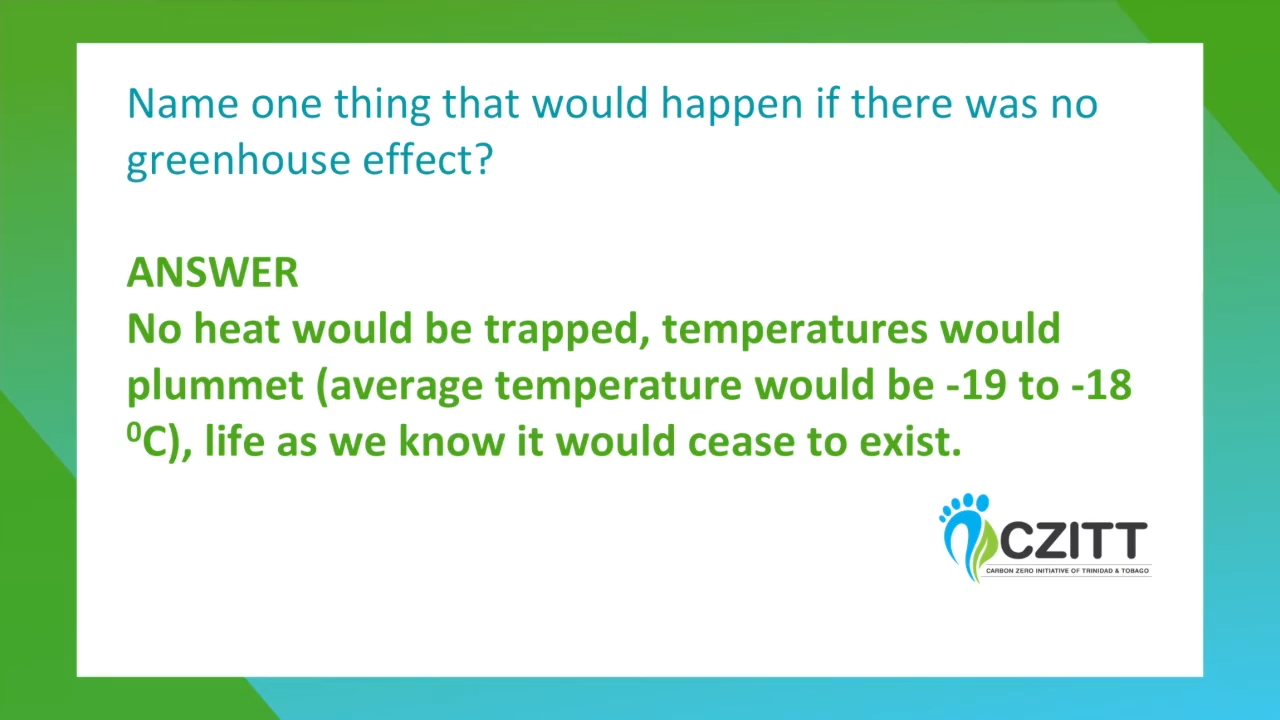 Name one thing that would happen if there was no
greenhouse effect?
ANSWER
No heat would be trapped, temperatures would
plummet (average temperature would be -19 to -18
⁰C), life as we know it would cease to exist.
CZITT
CARBON ZERO INITIATIVE OF TRINIDAD & TOBAGO